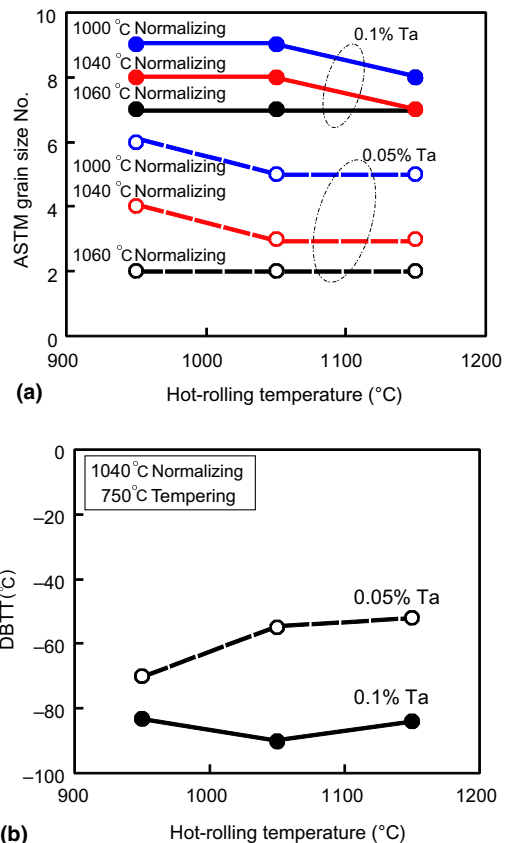 10
1000 °C Normalizing
0.1% Ta
1040 °C Normalizing
8
1060 °C Normalizing
ASTM grain size No.
6
1000 °C Normalizing
0.05% Ta
1040 °C Normalizing
4
1060 °C Normalizing
2
0
900
1000
1100
1200
(a)
Hot-rolling temperature (°C)
0
1040 °C Normalizing
750 °C Tempering
−20
−40
DBTT(°C)
0.05% Ta
−60
0.1% Ta
−80
−100
900
1000
1100
1200
(b)
Hot-rolling temperature (°C)